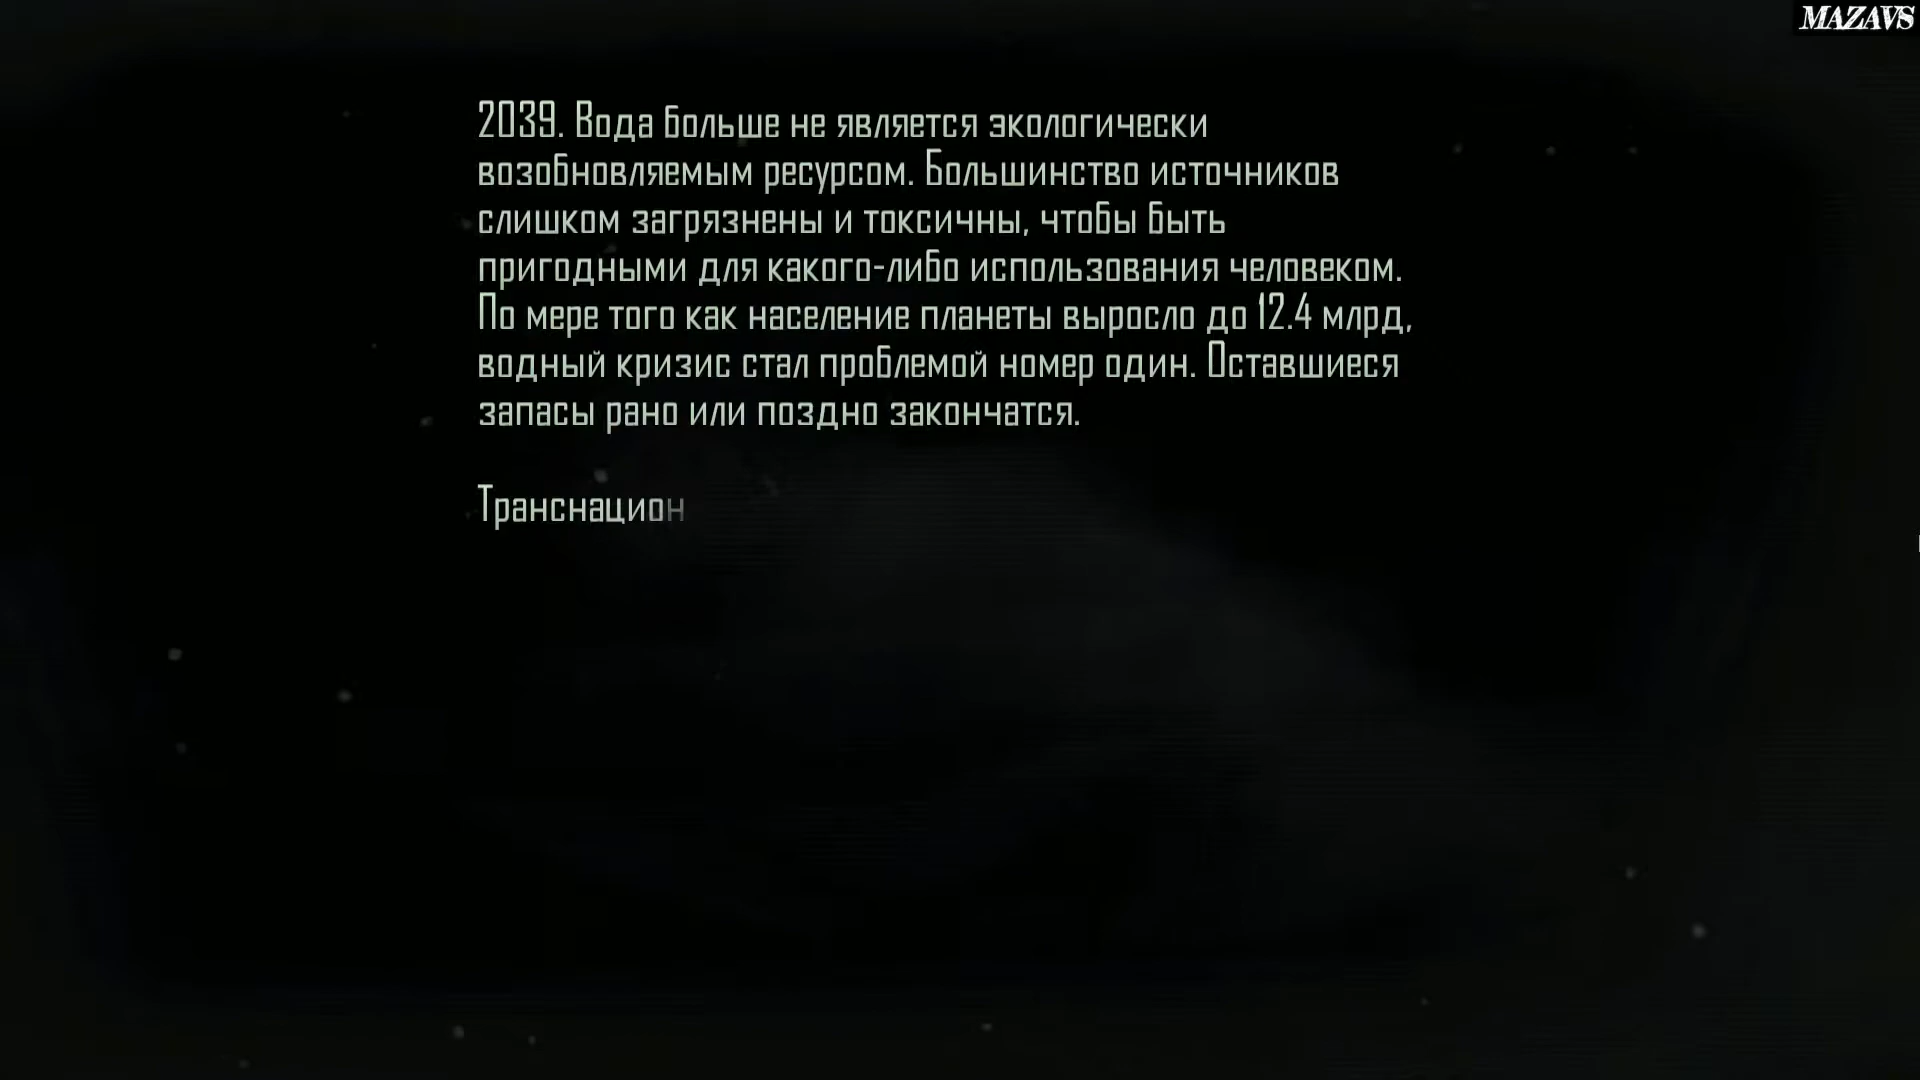 MAZAVS
2039. Вода больше не является экологически
возобновляемым ресурсом. Большинство источников
слишком загрязнены и токсичны, чтобы быть
пригодными для какого-либо использования человеком.
По мере того как население планеты выросло до 12.4 млрд,
водный кризис стал проблемой номер один. Оставшиеся
запасы рано или поздно закончатся.
Транснацион